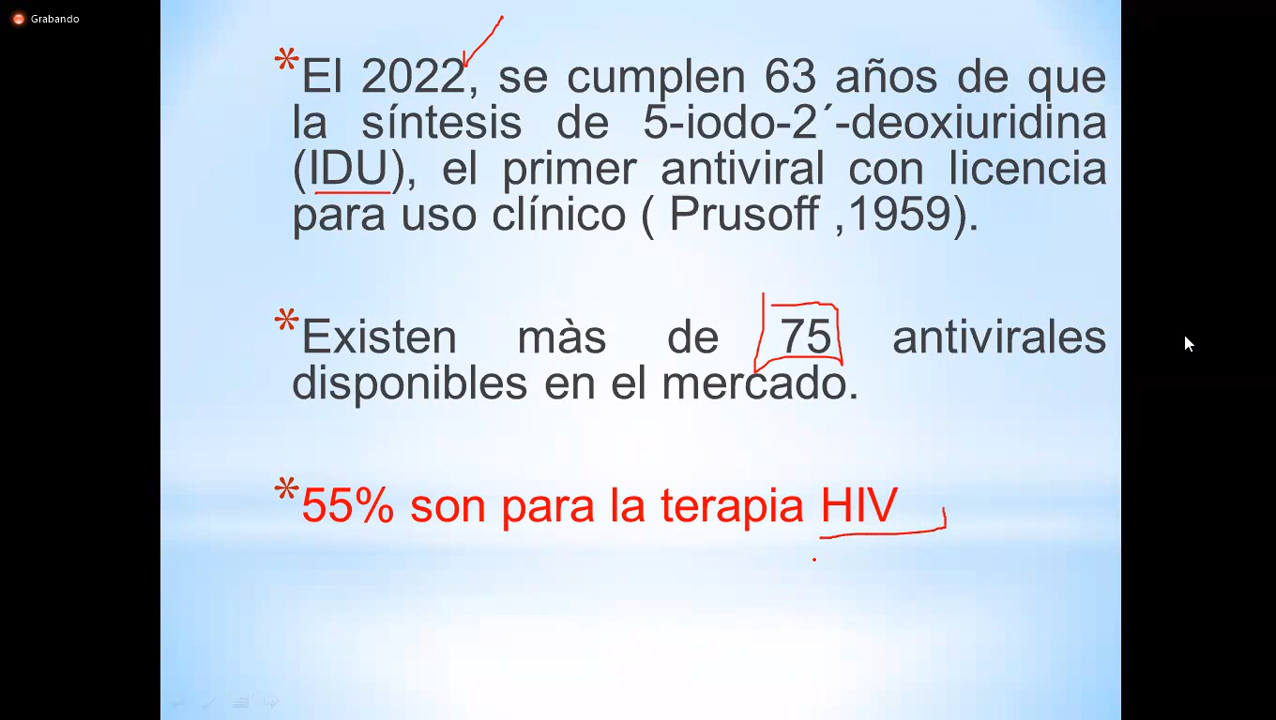 Grabando
*El 2022, se cumplen 63 años de que
la síntesis de 5-iodo-2´-deoxiuridina
(IDU), el primer antiviral con licencia
para uso clínico ( Prusoff ,1959).
*Existen màs de 75 antivirales
disponibles en el mercado.
*55% son para la terapia HIV